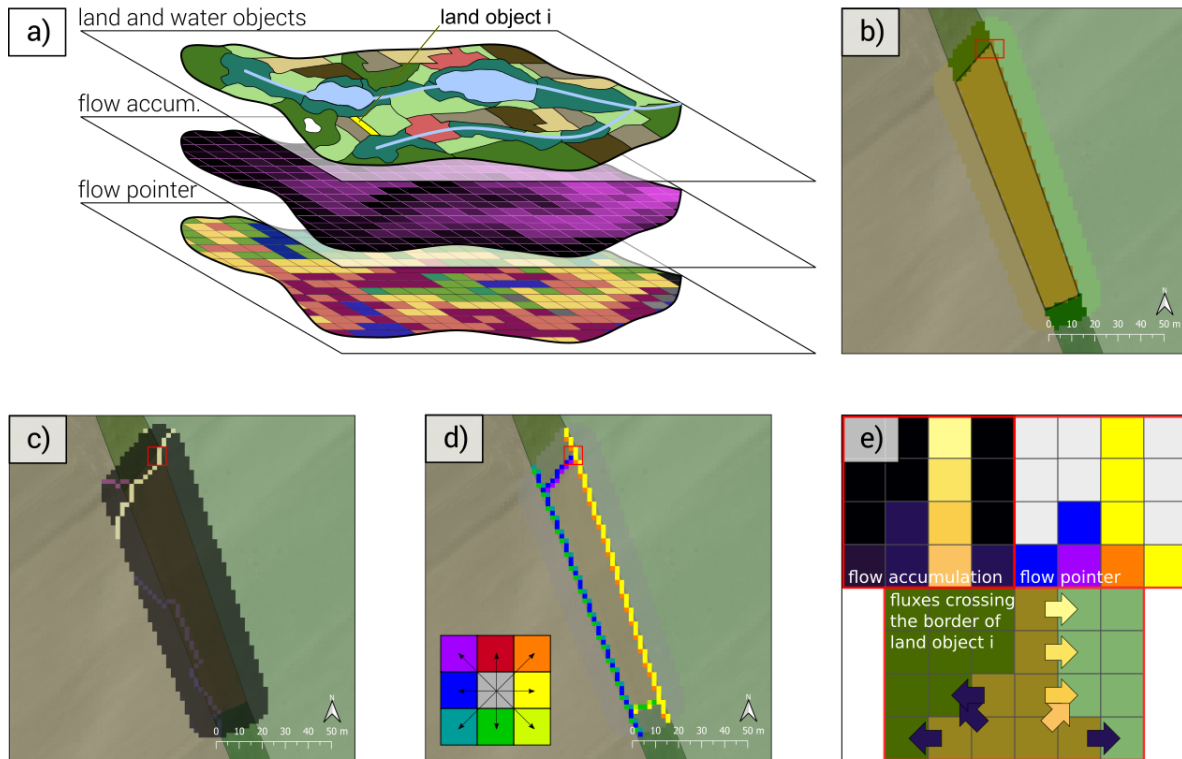 a)
land and water objects
land object i
flow accum.
flow pointer
b)
N
0 10 20 30 40 50 m
c)
N
0 10 20 30 40 50 m
d)
N
0 10 20 30 40 50 m
e)
flow accumulation
flow pointer
fluxes crossing
the border of
land object i